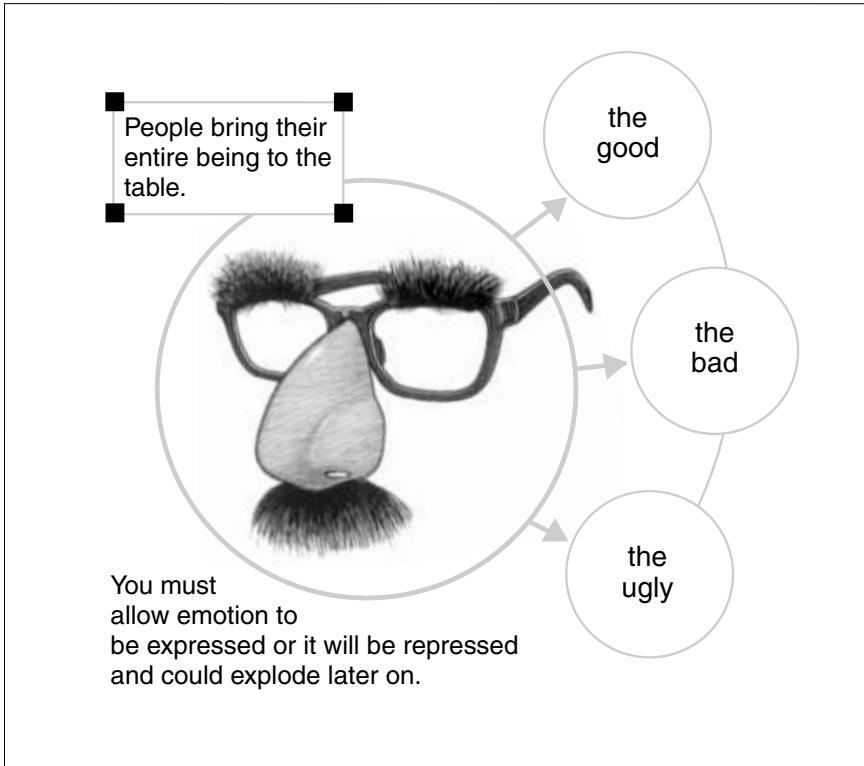 People bring their
entire being to the
table.
the
good
the
bad
the
ugly
You must
allow emotion to
be expressed or it will be repressed
and could explode later on.